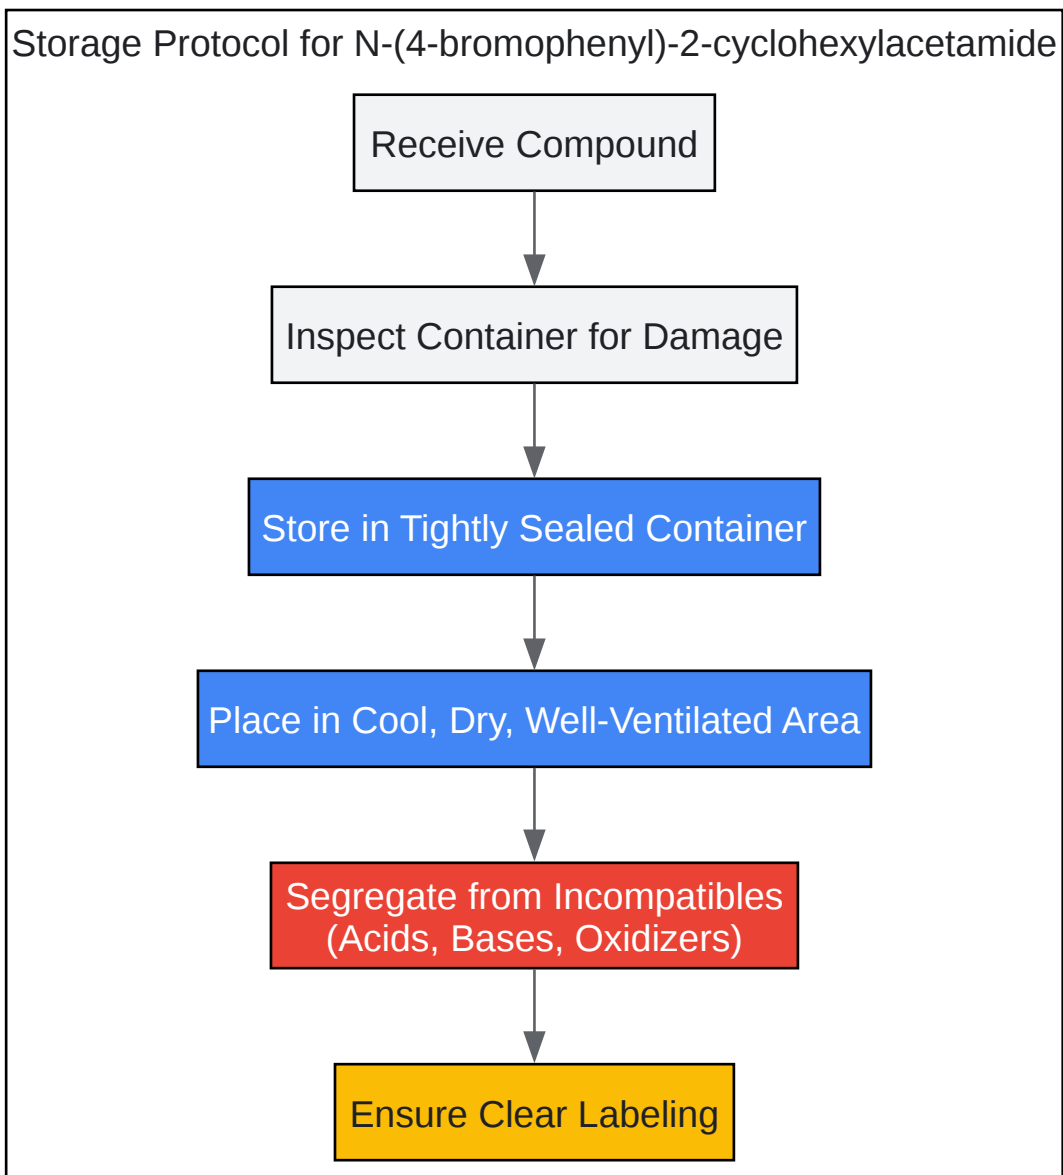 Storage Protocol for N-(4-bromophenyl)-2-cyclohexylacetamide
Receive Compound
Inspect Container for Damage
Store in Tightly Sealed Container
Place in Cool, Dry, Well-Ventilated Area
Segregate from Incompatibles
(Acids, Bases, Oxidizers)
Ensure Clear Labeling